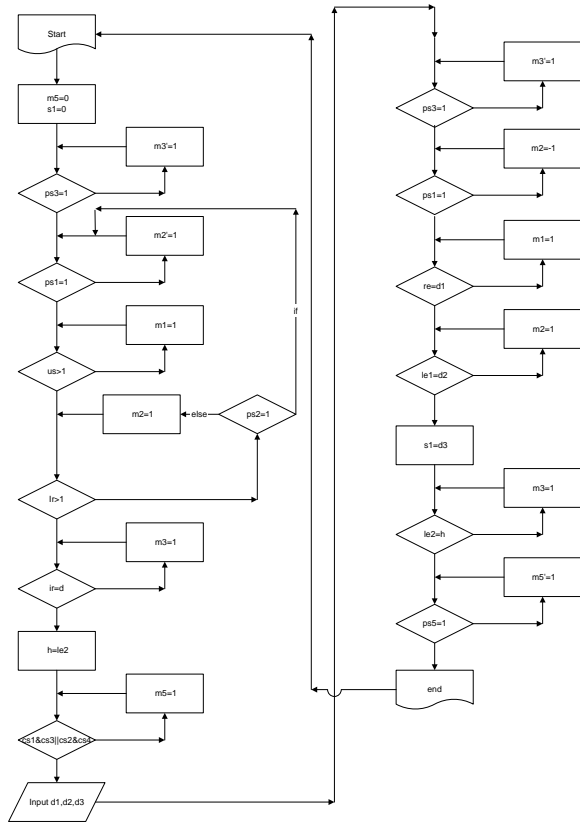 Start
m5=0
s1=0
m3'=1
ps3=1
m2'=1
ps1=1
m1=1
us>1
if
m2=1
else
ps2=1
Ir>1
m3=1
ir=d
h=le2
m5=1
cs1&cs3||cs2&cs4
Input d1,d2,d3
m3'=1
ps3=1
m2=-1
ps1=1
m1=1
re=d1
m2=1
le1=d2
s1=d3
m3=1
le2=h
m5'=1
ps5=1
end